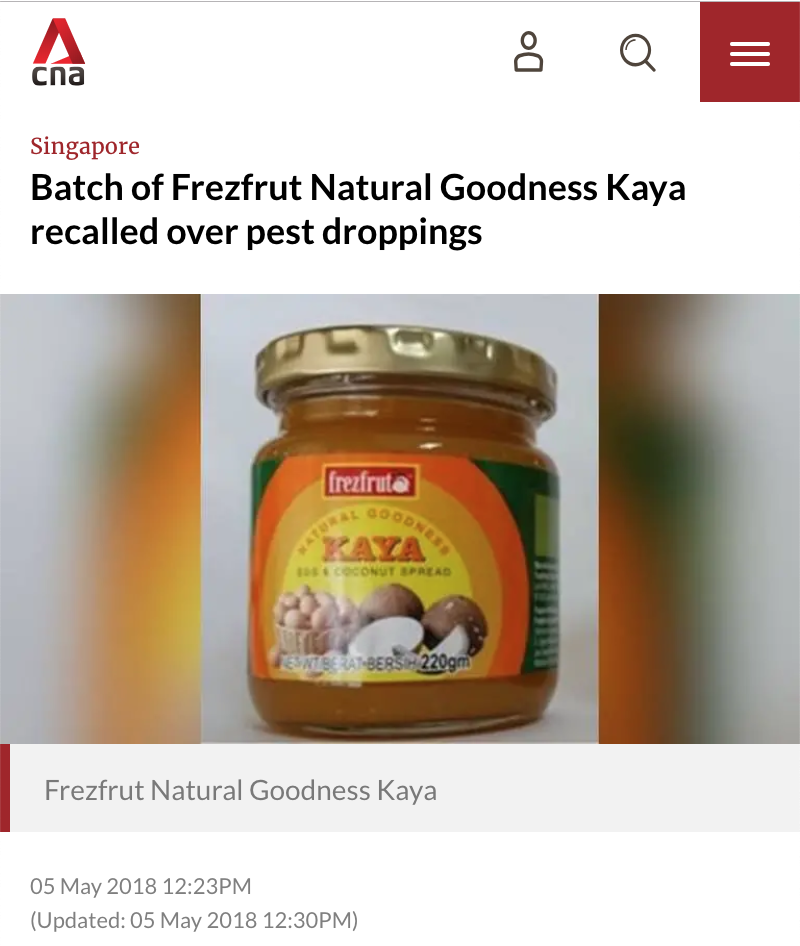 cna
Singapore
Batch of Frezfrut Natural Goodness Kaya
recalled over pest droppings
frezfrut
NATURAL GOODNESS
KAYA
EGG & COCONUT SPREAD
NET WT/BERAT BERSIH 220gm
Frezfrut Natural Goodness Kaya
05 May 2018 12:23PM
(Updated: 05 May 2018 12:30PM)